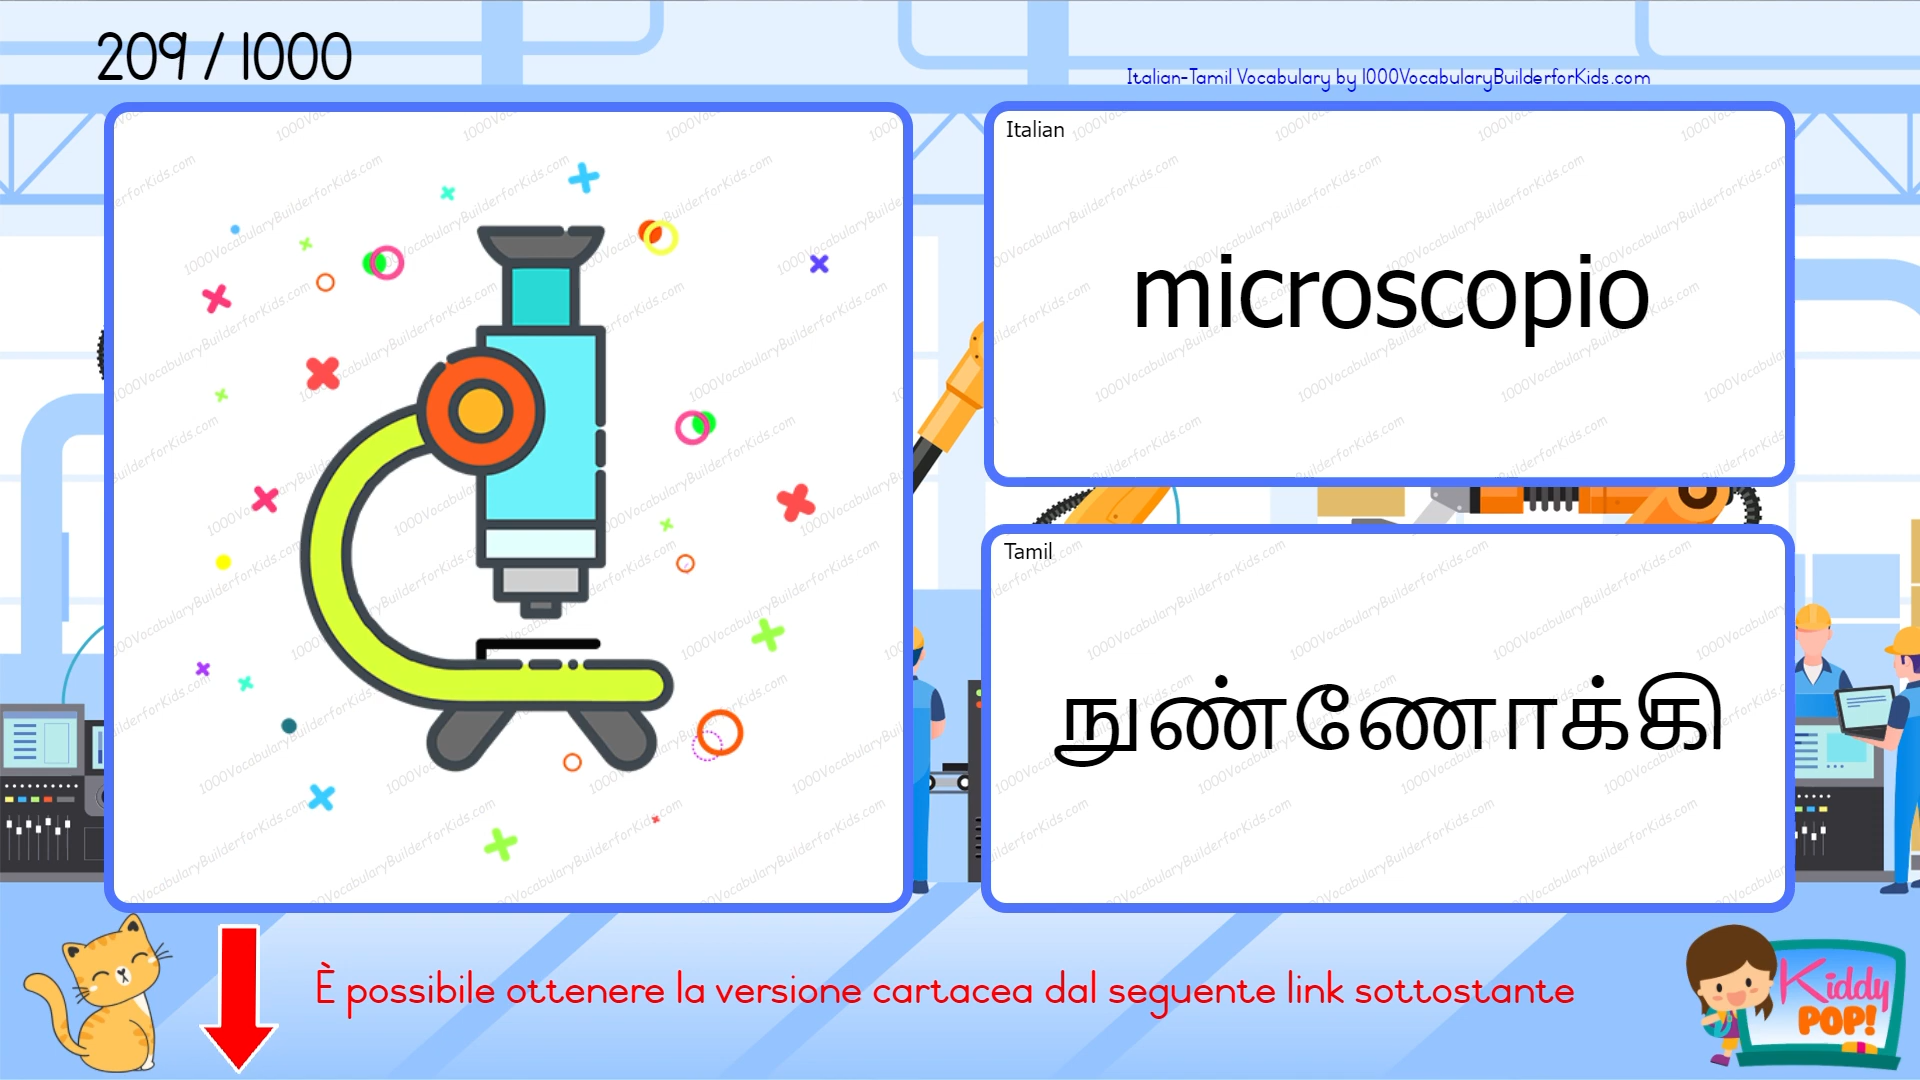 209 / 1000
Italian-Tamil Vocabulary by 1000VocabularyBuilderforKids.com
Italian
microscopio
Tamil
நுண்ணோக்கி
È possibile ottenere la versione cartacea dal seguente link sottostante
Kiddy
POP!